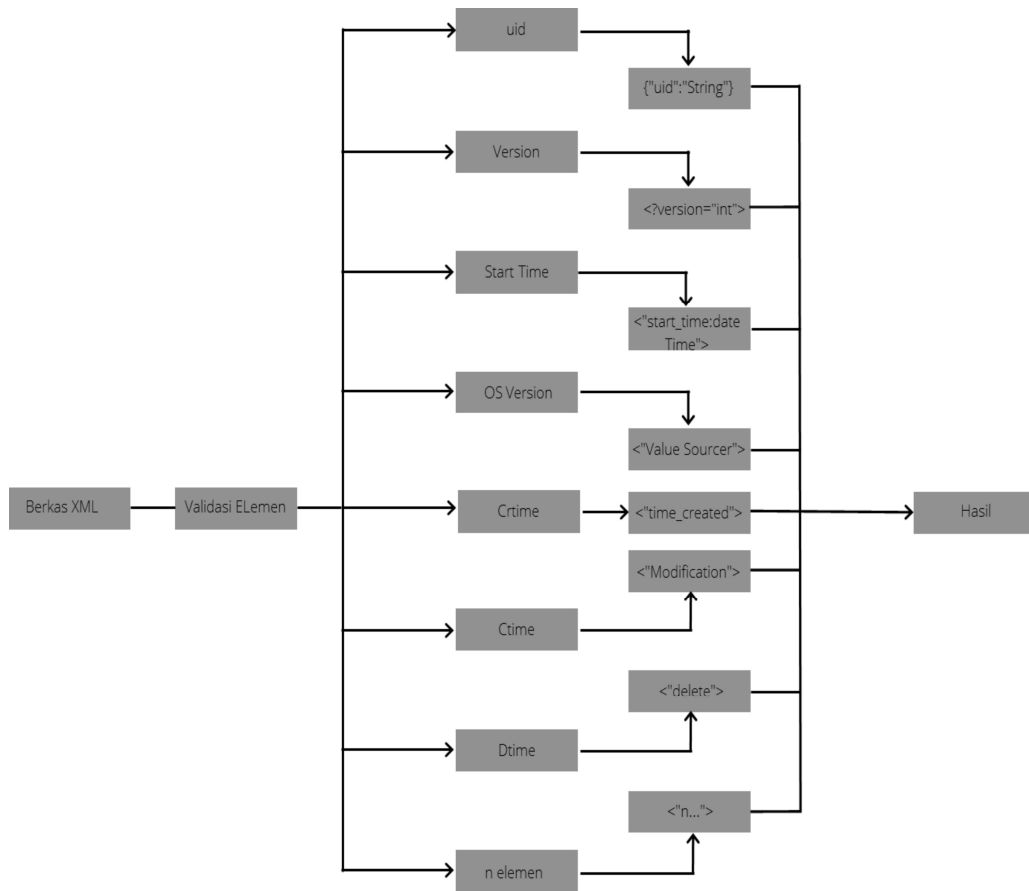 uid
{"uid":"String"}
Version
<?version="int">
Start Time
<"start_time:date
Time">
OS Version
<"Value Sourcer">
Berkas XML
Validasi ELemen
Crtime
<"time_created">
Hasil
<"Modification">
Ctime
<"delete">
Dtime
<"n...">
n elemen